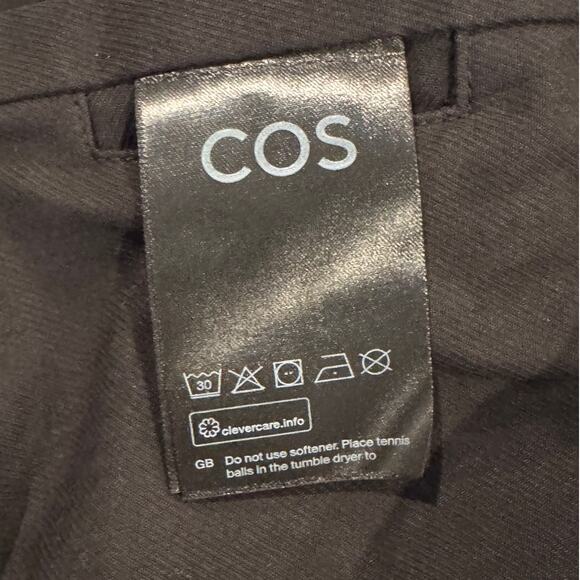 COS
30
clevercare.info
GB Do not use softener. Place tennis
balls in the tumble dryer to